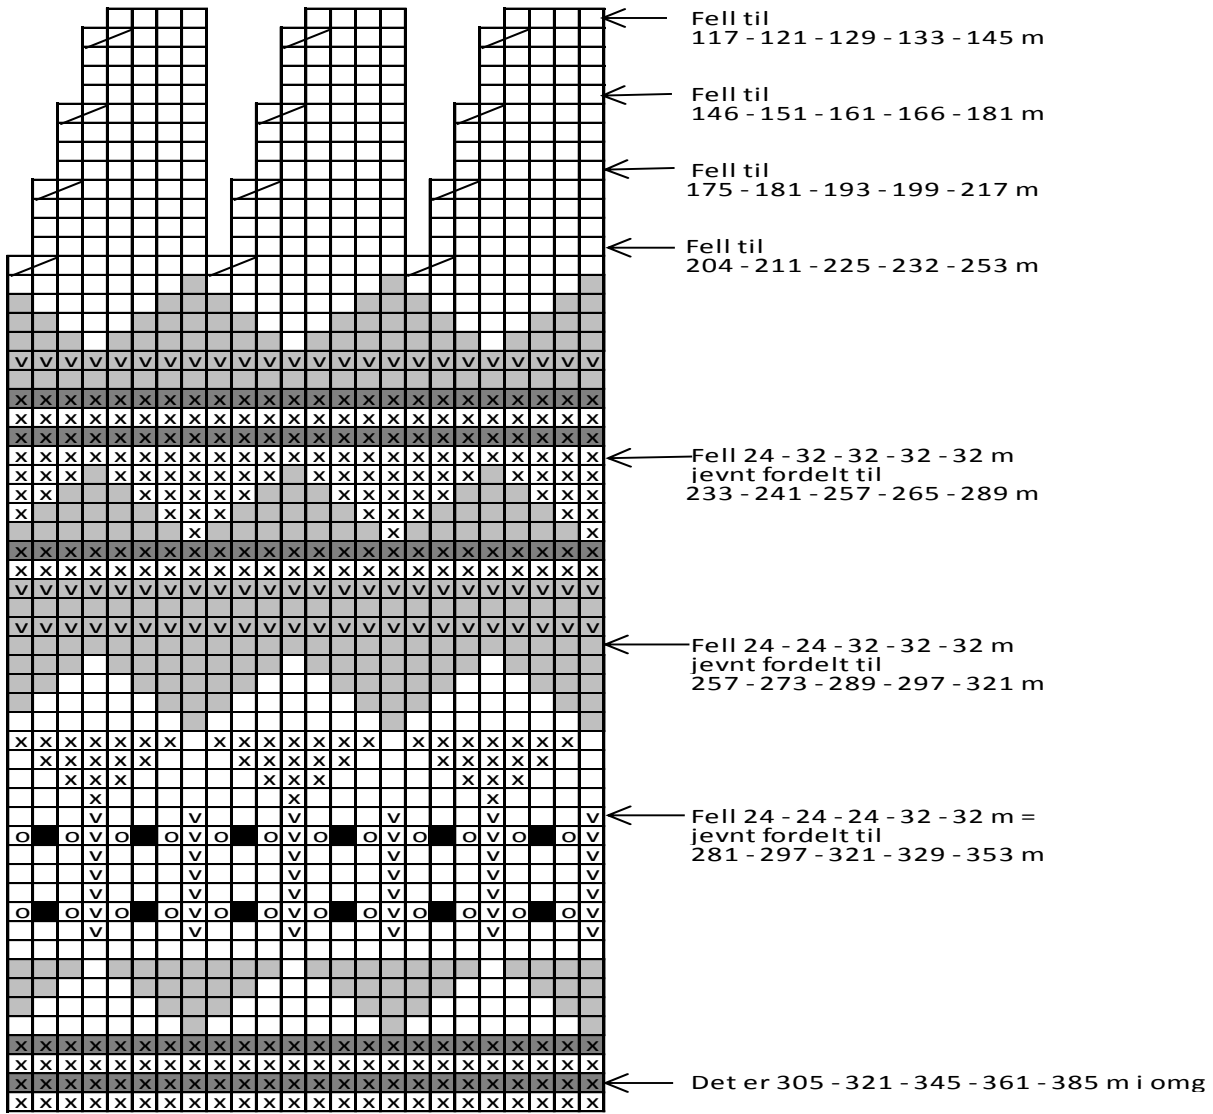 Fell til
117 - 121 - 129 - 133 - 145 m
Fell til
146 - 151 - 161 - 166 - 181 m
Fell til
175 - 181 - 193 - 199 - 217 m
Fell til
204 - 211 - 225 - 232 - 253 m
v v v v v v v v v v v v v v v v v v v v v v v v
x x x x x x x x x x x x x x x x x x x x x x x x
x x x x x x x x x x x x x x x x x x x x x x x x
x x x x x x x x x x x x x x x x x x x x x x x x
x x x x x x x x x x x x x x x x x x x x x x x x
Fell 24 - 32 - 32 - 32 - 32 m
jevnt fordelt til
233 - 241 - 257 - 265 - 289 m
x x x x x x x x x x x x x x x x x x x x x
x x x x x x x x x x x x x x x
x x x x x x x x x
x x x
x x x x x x x x x x x x x x x x x x x x x x x x
x x x x x x x x x x x x x x x x x x x x x x x x
v v v v v v v v v v v v v v v v v v v v v v v v
v v v v v v v v v v v v v v v v v v v v v v v v
Fell 24 - 24 - 32 - 32 - 32 m
jevnt fordelt til
257 - 273 - 289 - 297 - 321 m
x x x x x x x x x x x x x x x x x x x x x
x x x x x x x x x x x x x x x
x x x x x x x x x
x x x
v v v v v v
Fell 24 - 24 - 24 - 32 - 32 m =
jevnt fordelt til
281 - 297 - 321 - 329 - 353 m
o o v o o v o o v o o v o o v o o v
v v v v v v
v v v v v v
v v v v v v
o o v o o v o o v o o v o o v o o v
v v v v v v
x x x x x x x x x x x x x x x x x x x x x x x x
x x x x x x x x x x x x x x x x x x x x x x x x
x x x x x x x x x x x x x x x x x x x x x x x x
Det er 305 - 321 - 345 - 361 - 385 m i omg
x x x x x x x x x x x x x x x x x x x x x x x x